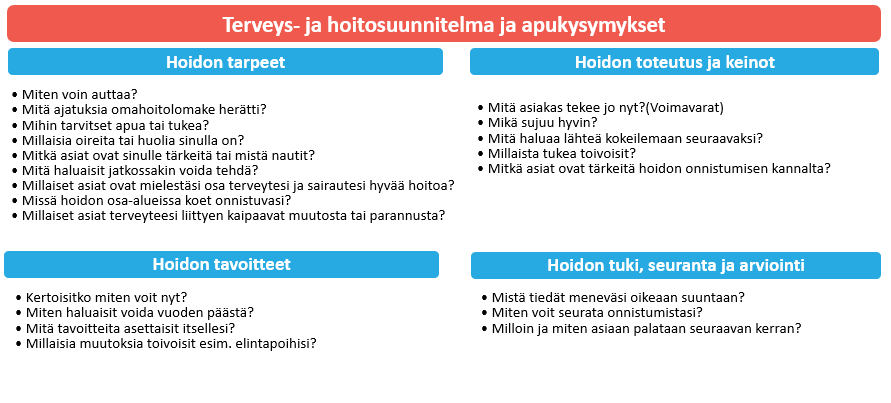 Terveys- ja hoitosuunnitelma ja apukysymykset
Hoidon tarpeet
• Miten voin auttaa?
• Mitä ajatuksia omahoitolomake herätti?
• Mihin tarvitset apua tai tukea?
• Millaisia oireita tai huolia sinulla on?
• Mitkä asiat ovat sinulle tärkeitä tai mistä nautit?
• Mitä haluaisit jatkossakin voida tehdä?
• Millaiset asiat ovat mielestäsi osa terveytesi ja sairautesi hyvää hoitoa?
• Missä hoidon osa-alueissa koet onnistuvasi?
• Millaiset asiat terveyteesi liittyen kaipaavat muutosta tai parannusta?
Hoidon toteutus ja keinot
• Mitä asiakas tekee jo nyt?(Voimavarat)
• Mikä sujuu hyvin?
• Mitä haluaa lähteä kokeilemaan seuraavaksi?
• Millaista tukea toivoisit?
• Mitkä asiat ovat tärkeitä hoidon onnistumisen kannalta?
Hoidon tavoitteet
• Kertoisitko miten voit nyt?
• Miten haluaisit voida vuoden päästä?
• Mitä tavoitteita asettaisit itsellesi?
• Millaisia muutoksia toivoisit esim. elintapoihisi?
Hoidon tuki, seuranta ja arviointi
• Mistä tiedät meneväsi oikeaan suuntaan?
• Miten voit seurata onnistumistasi?
• Milloin ja miten asiaan palataan seuraavan kerran?